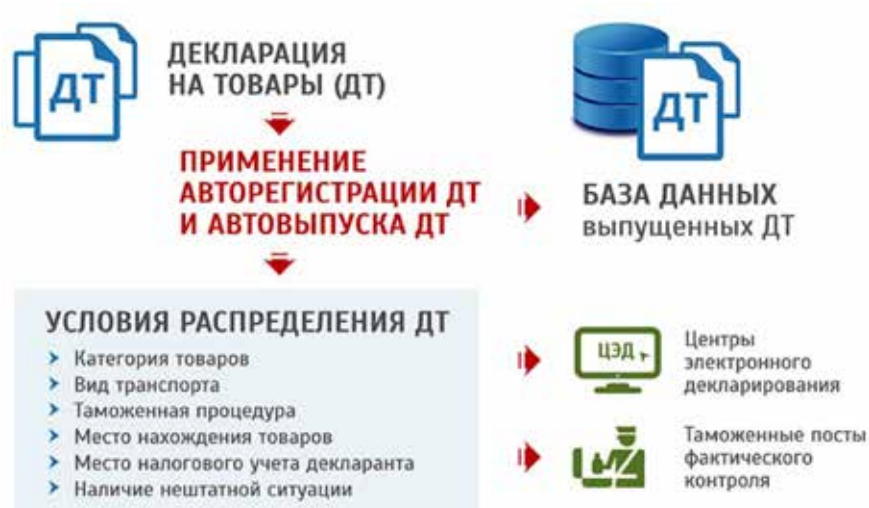 ДТ
ДЕКЛАРАЦИЯ
НА ТОВАРЫ (ДТ)
ПРИМЕНЕНИЕ
АВТОРЕГИСТРАЦИИ ДТ
И АВТОВЫПУСКА ДТ
ДТ
БАЗА ДАННЫХ
выпущенных ДТ
УСЛОВИЯ РАСПРЕДЕЛЕНИЯ ДТ
Категория товаров
Вид транспорта
Таможенная процедура
Место нахождения товаров
Место налогового учета декларанта
Наличие нештатной ситуации
ЦЭД
Центры
электронного
декларирования
Таможенные посты
фактического
контроля